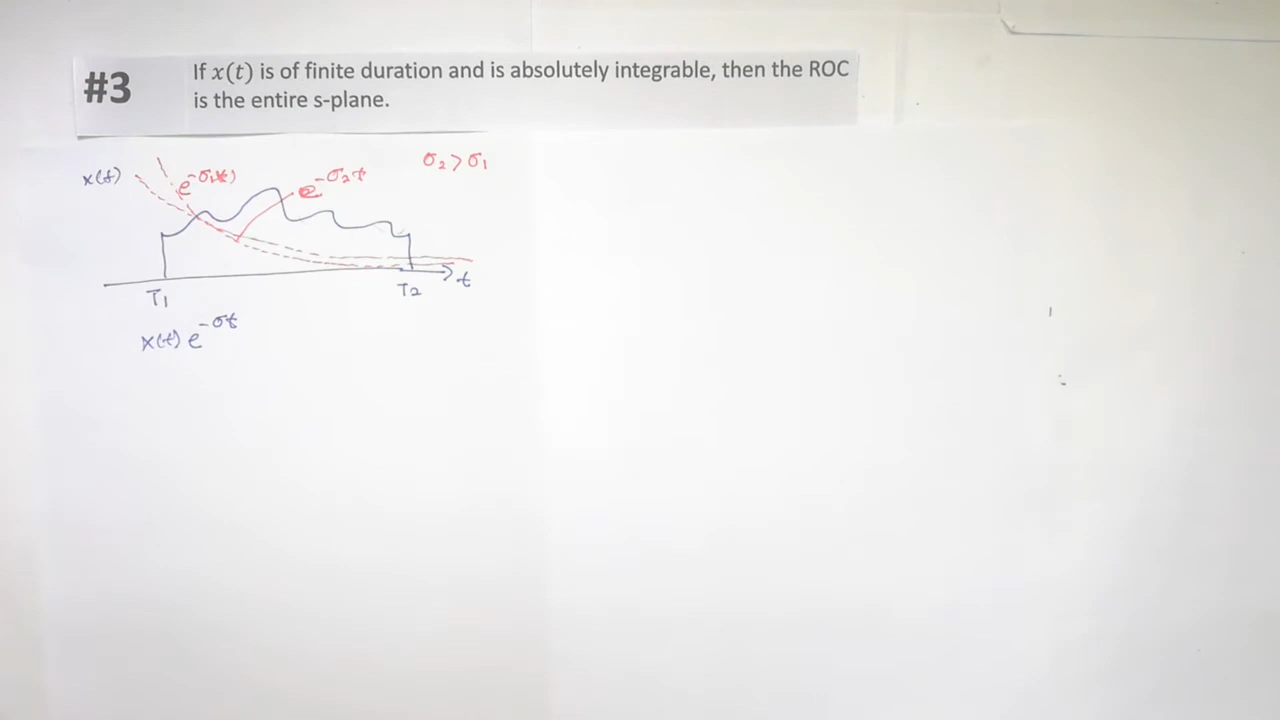 #3
If x(t) is of finite duration and is absolutely integrable, then the ROC
is the entire s-plane.
σ₂ > σ₁
x(t)
e^{-σ₁t)
e^{-σ₂t}
T₁
T₂
t
x(t) e^{-σt}